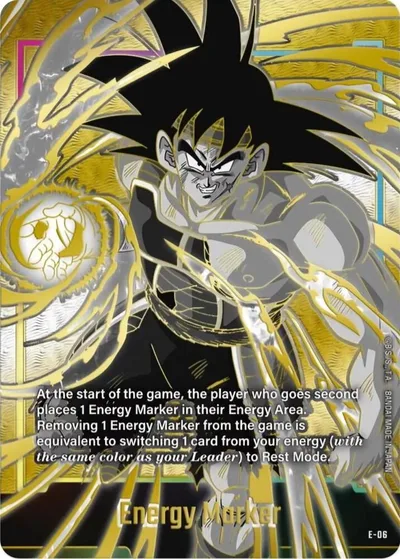 At the start of the game, the player who goes second
places 1 Energy Marker in their Energy Area.
Removing 1 Energy Marker from the game is
equivalent to switching 1 card from your energy (with
the same color as your Leader) to Rest Mode.
Energy Marker
E-06
©B.S./S.,T.A. BANDAI MADE IN JAPAN